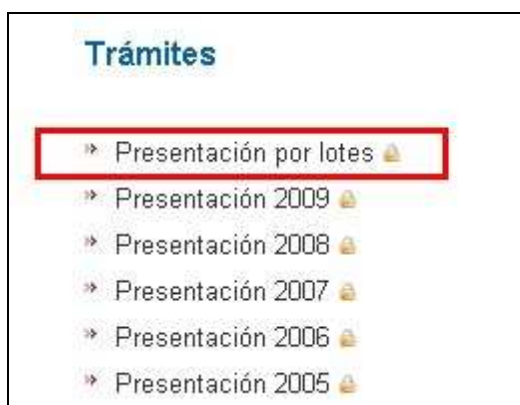 Trámites
Presentación por lotes
Presentación 2009
Presentación 2008
Presentación 2007
Presentación 2006
Presentación 2005